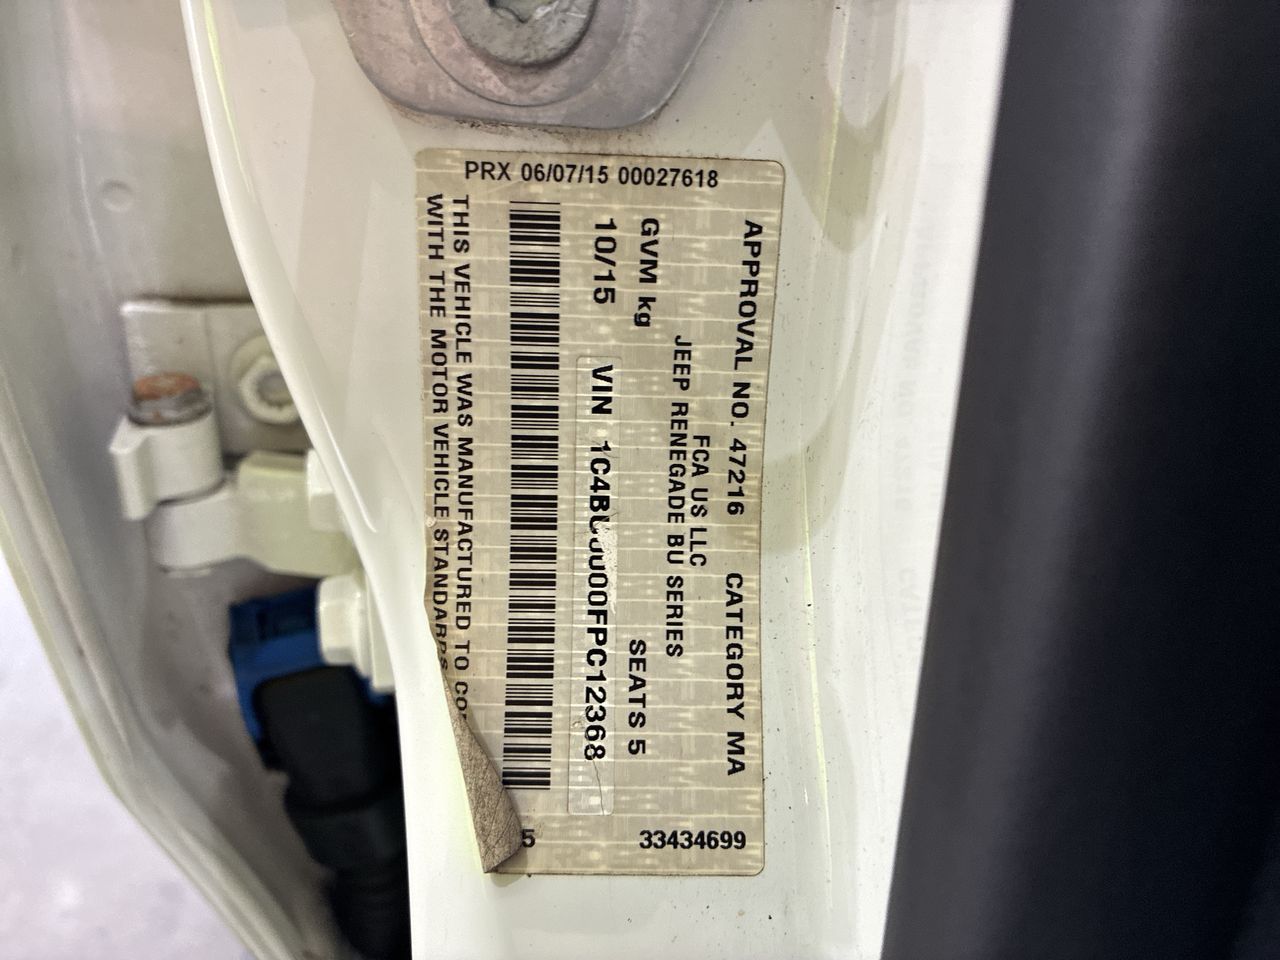 PRX 06/07/15 00027618
APPROVAL NO. 47216 CATEGORY MA
FCA US LLC
JEEP RENEGADE BU SERIES
GVM kg SEATS 5
10/15 VIN
THIS VEHICLE WAS MANUFACTURED TO
WITH THE MOTOR VEHICLE STANDARDS
5 33434699